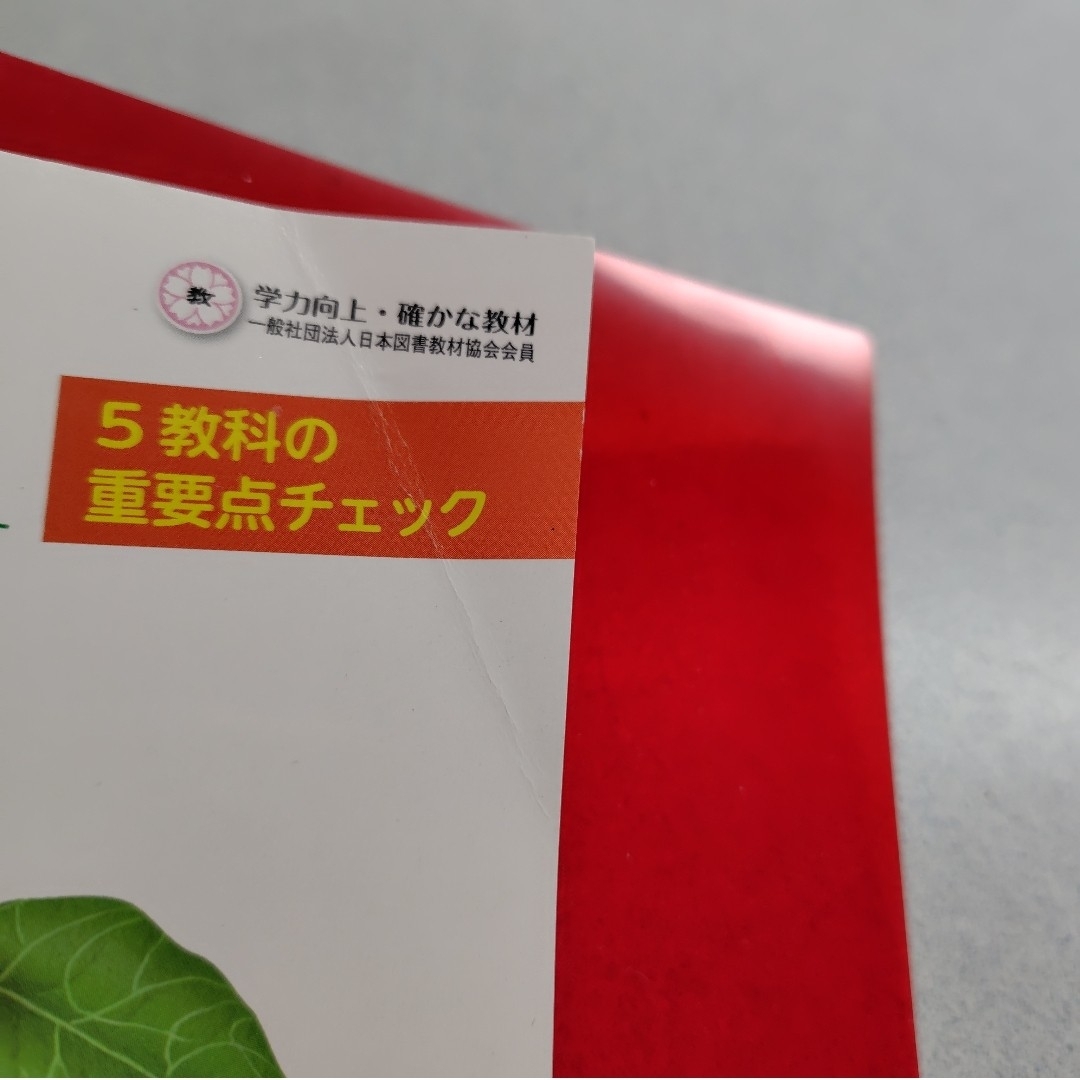 教
学力向上・確かな教材
一般社団法人日本図書教材協会会員
5教科の
重要点チェック